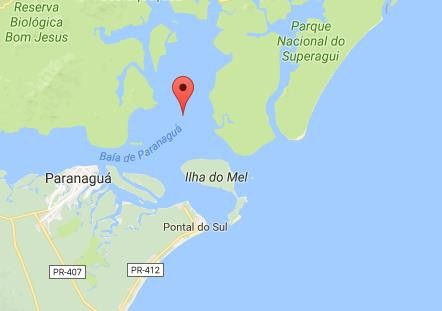 Reserva
Biológica
Bom Jesus
Parque
Nacional do
Superagui
Baía de Paranaguá
Paranaguá
Ilha do Mel
Pontal do Sul
PR-407
PR-412